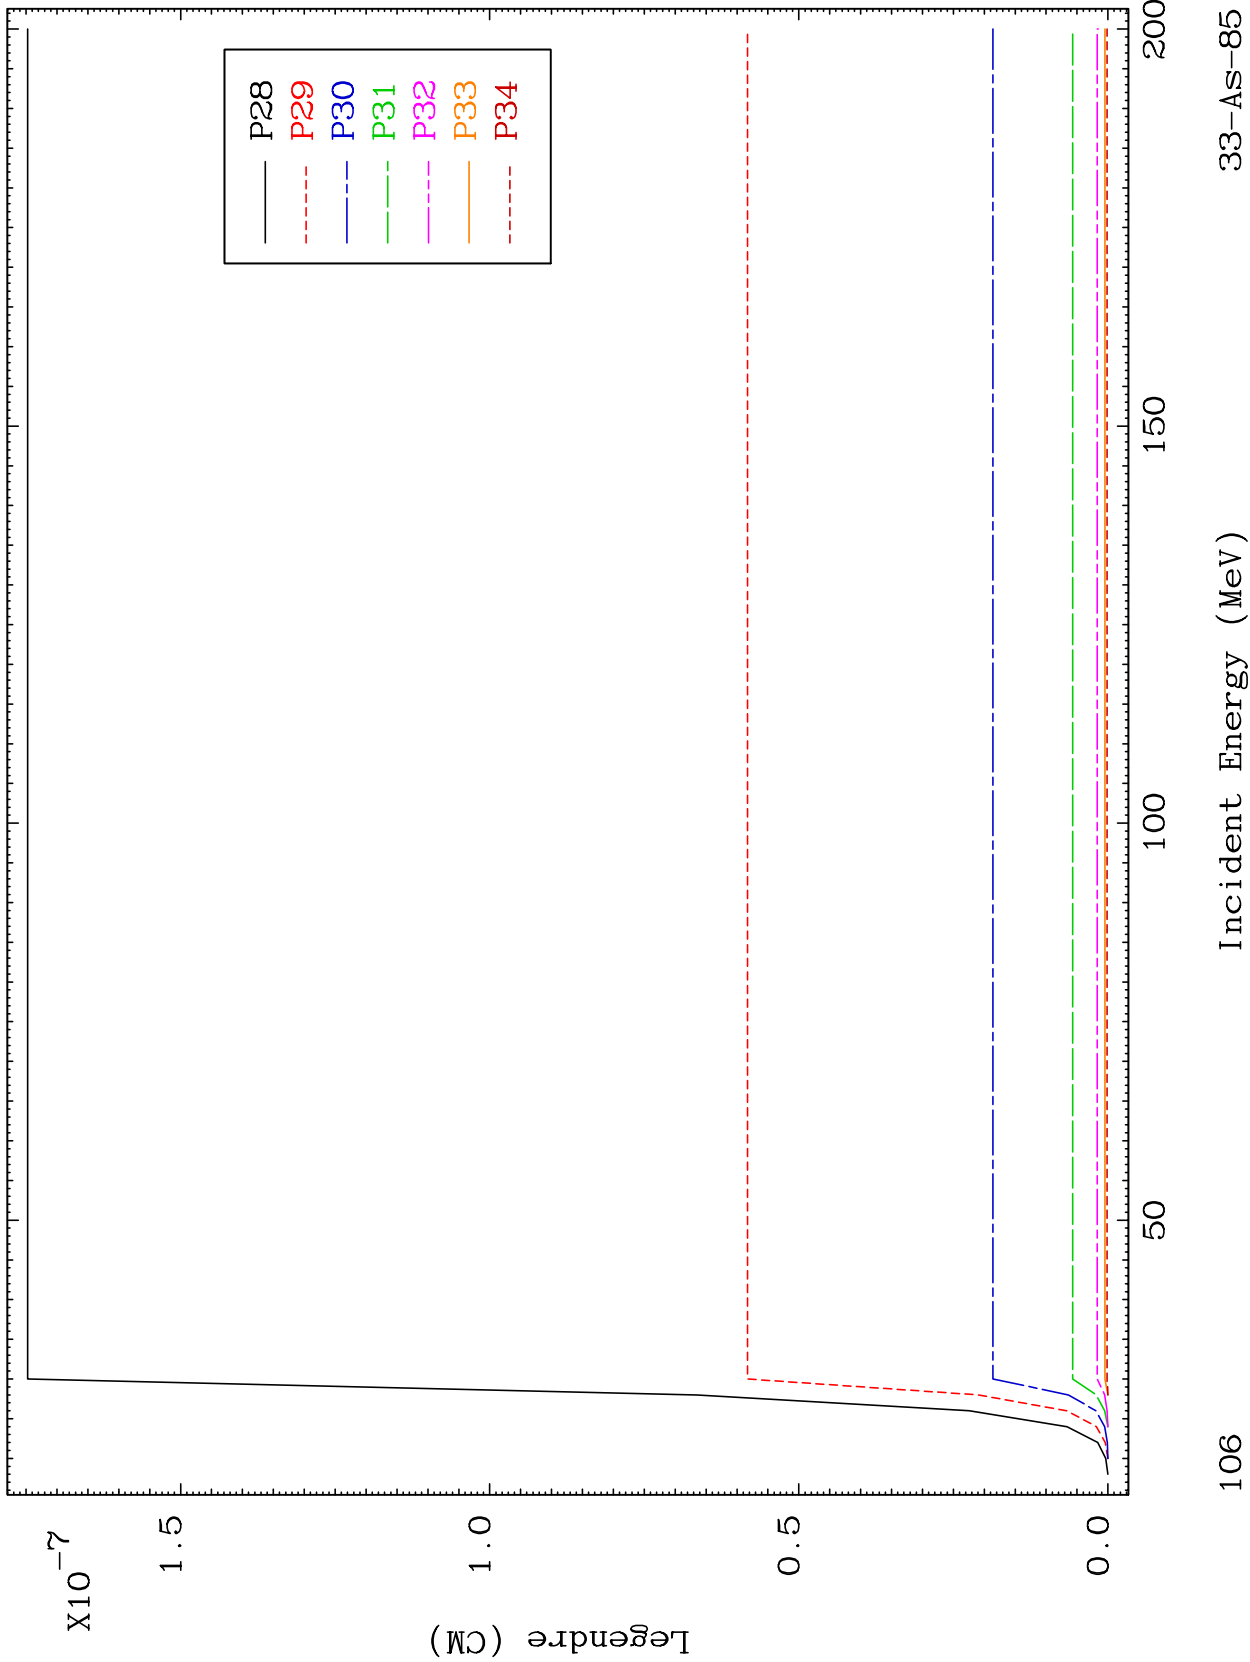 X10-7
1.5
1.0
0.5
0.0
Legendre (CM)
P28
P29
P30
P31
P32
P33
P34
50
100
150
200
106
Incident Energy (MeV)
33-As-85